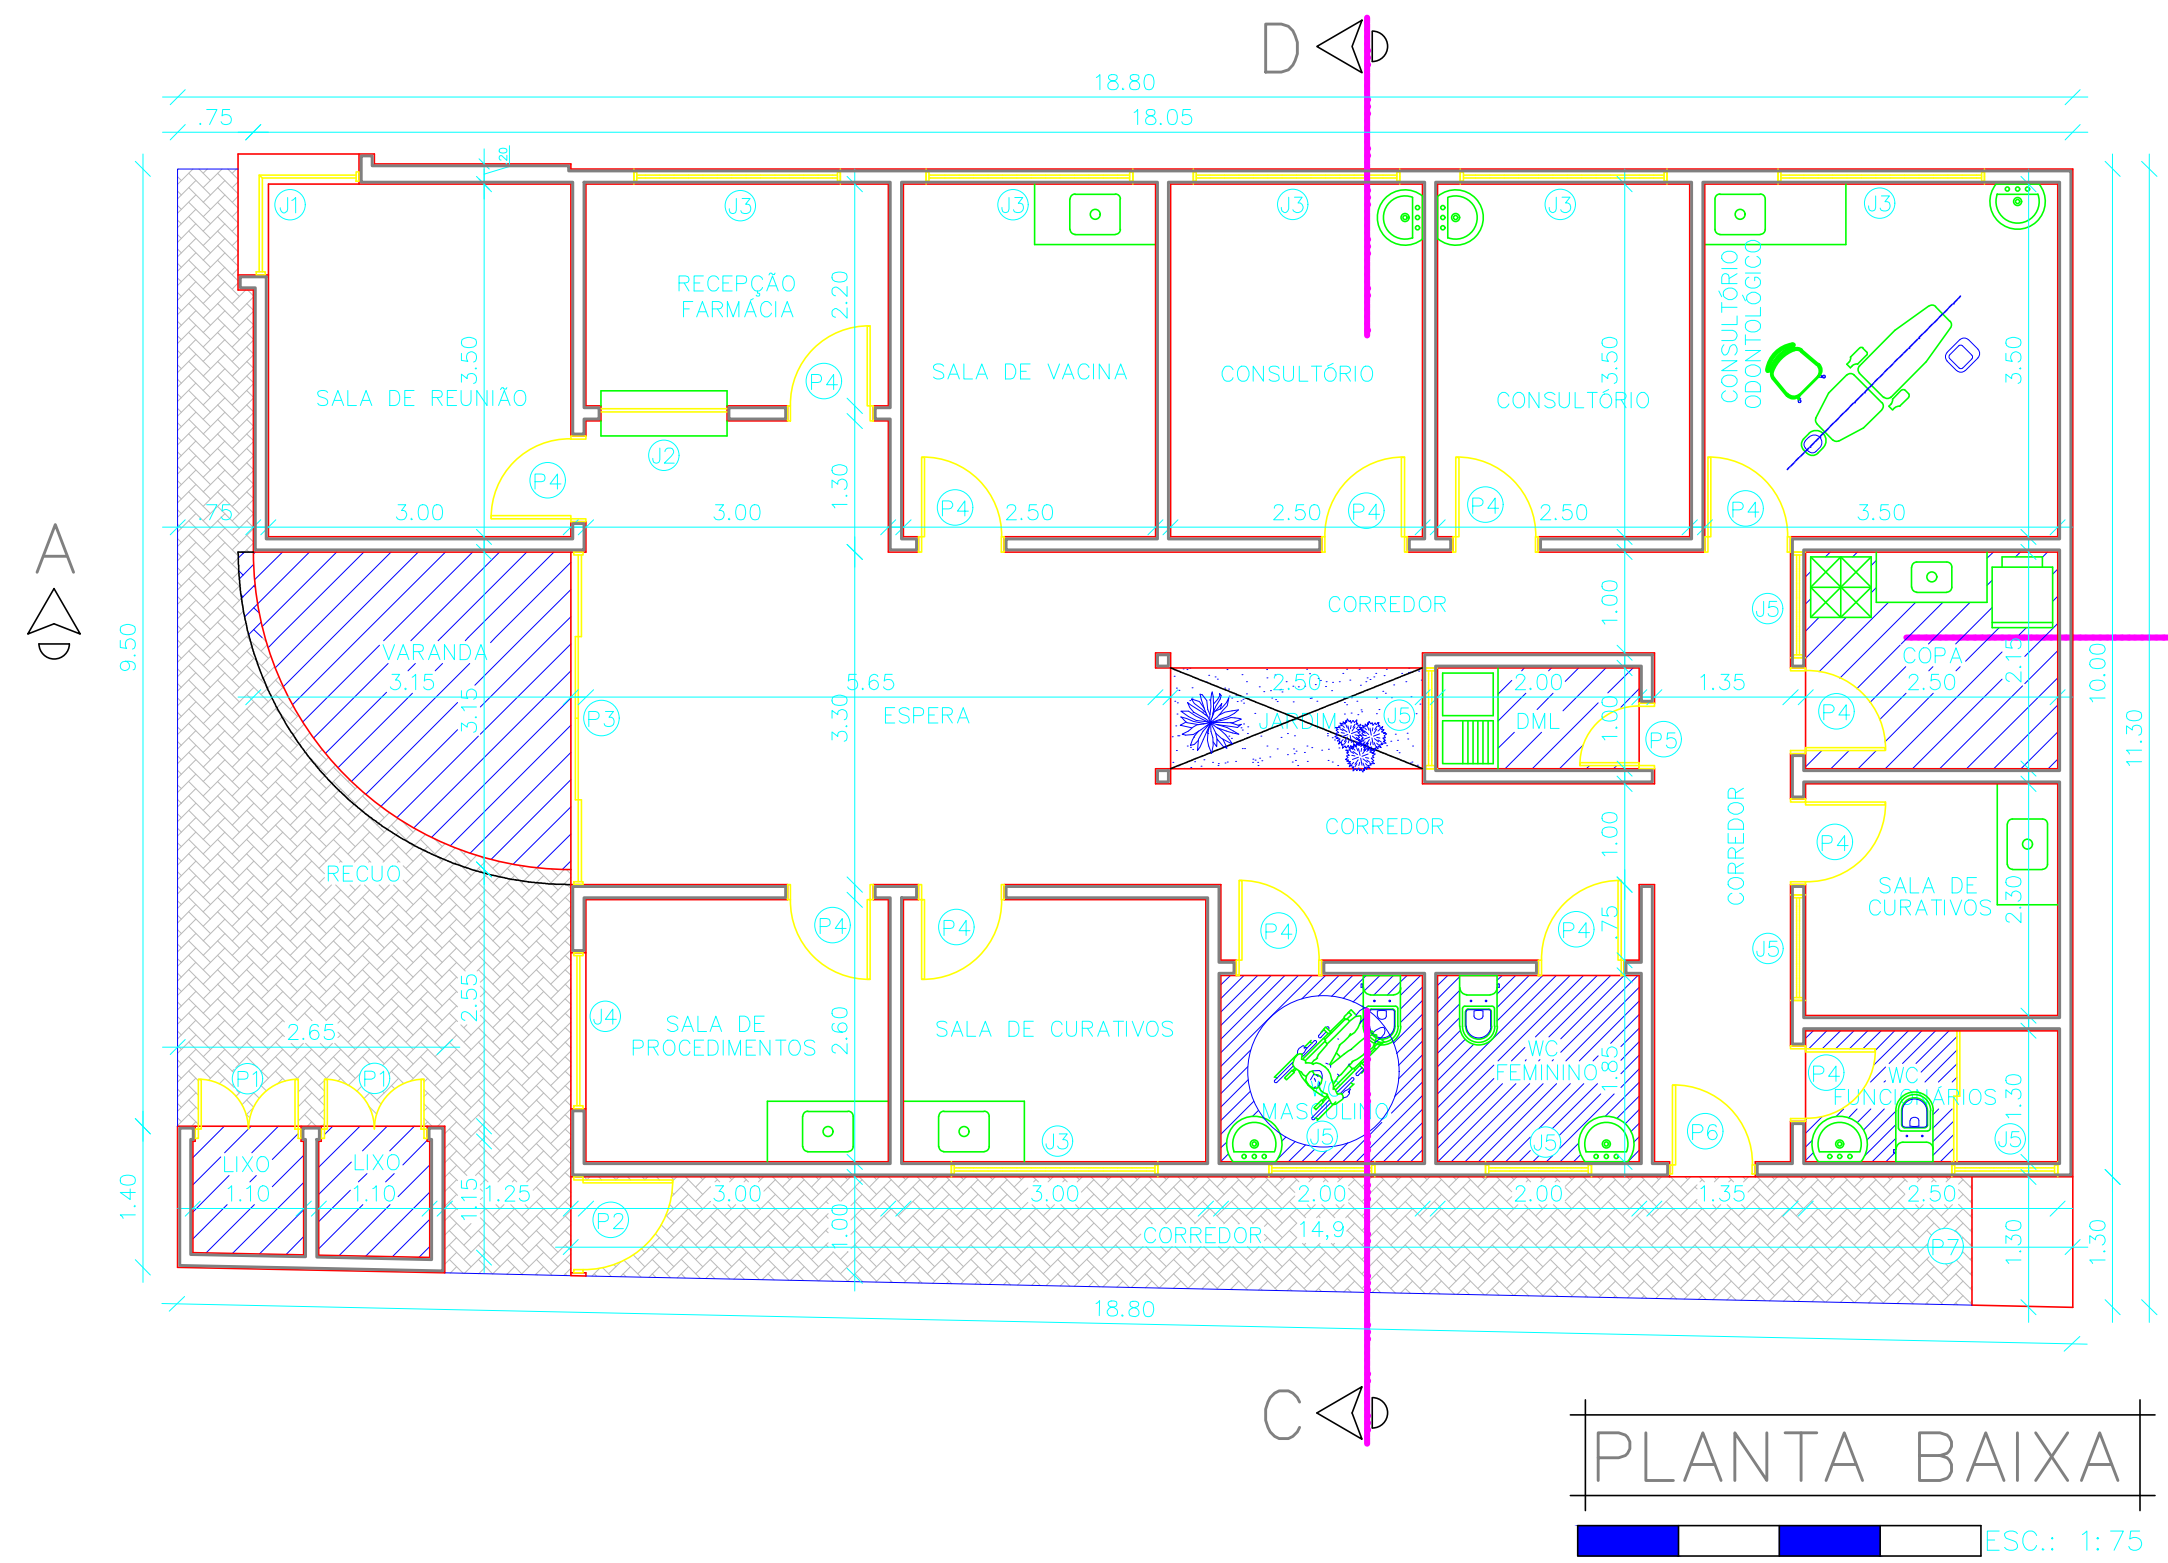 D
18.80
.75
18.05
.20
J1
J3
J3
J3
J3
J3
RECEPÇÃO
FARMÁCIA
2.20
CONSULTÓRIO
ODONTOLÓGICO
SALA DE REUNIÃO
3.50
P4
SALA DE VACINA
CONSULTÓRIO
CONSULTÓRIO
3.50
3.50
J2
P4
1.30
P4
P4
P4
P4
.75
3.00
3.00
2.50
2.50
2.50
3.50
A
9.50
VARANDA
3.15
3.15
P3
5.65
3.30
ESPERA
CORREDOR
1.00
J5
COPA
2.15
2.50
10.00
11.30
2.50
JARDIM
J5
2.00
DML
1.00
P5
1.35
P4
CORREDOR
1.00
CORREDOR
P4
RECUO
SALA DE
CURATIVOS
2.30
P4
P4
P4
P4
.75
J5
2.55
J4
SALA DE
PROCEDIMENTOS
2.60
SALA DE CURATIVOS
2.65
P1
P1
WC
FEMININO
1.85
MASCULINO
J5
J5
J3
P6
P4
WC
FUNCIONÁRIOS
1.30
J5
LIXO
1.10
LIXO
1.10
1.40
1.15
1.25
P2
3.00
1.00
3.00
2.00
2.00
1.35
2.50
CORREDOR
14,9
P7
1.30
1.30
18.80
C
PLANTA BAIXA
ESC.: 1:75